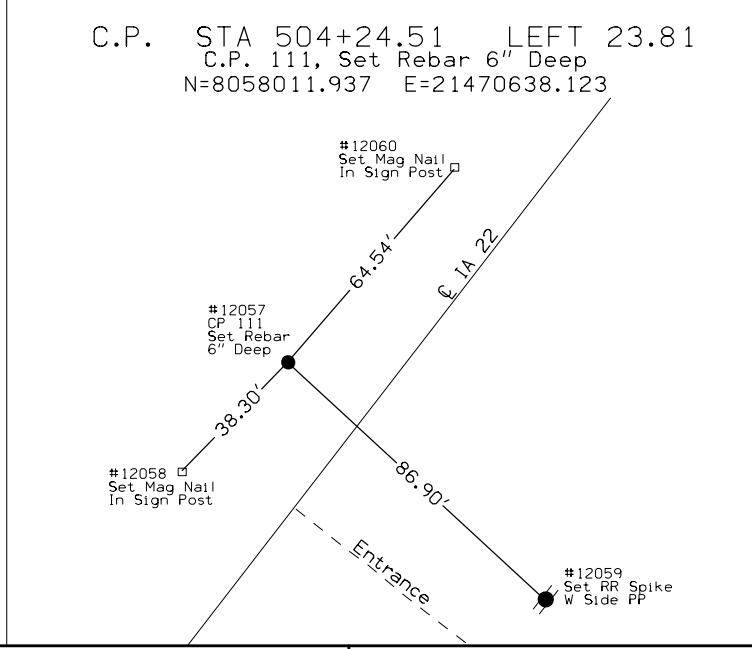 C.P. STA 504+24.51 LEFT 23.81
C.P. 111, Set Rebar 6" Deep
N=8058011.937 E=21470638.123
#12060
Set Mag Nail
In Sign Post
64.54'
℄ IA 22
#12057
CP 111
Set Rebar
6" Deep
38.30'
#12058
Set Mag Nail
In Sign Post
86.90'
Entrance
#12059
Set RR Spike
W Side PP